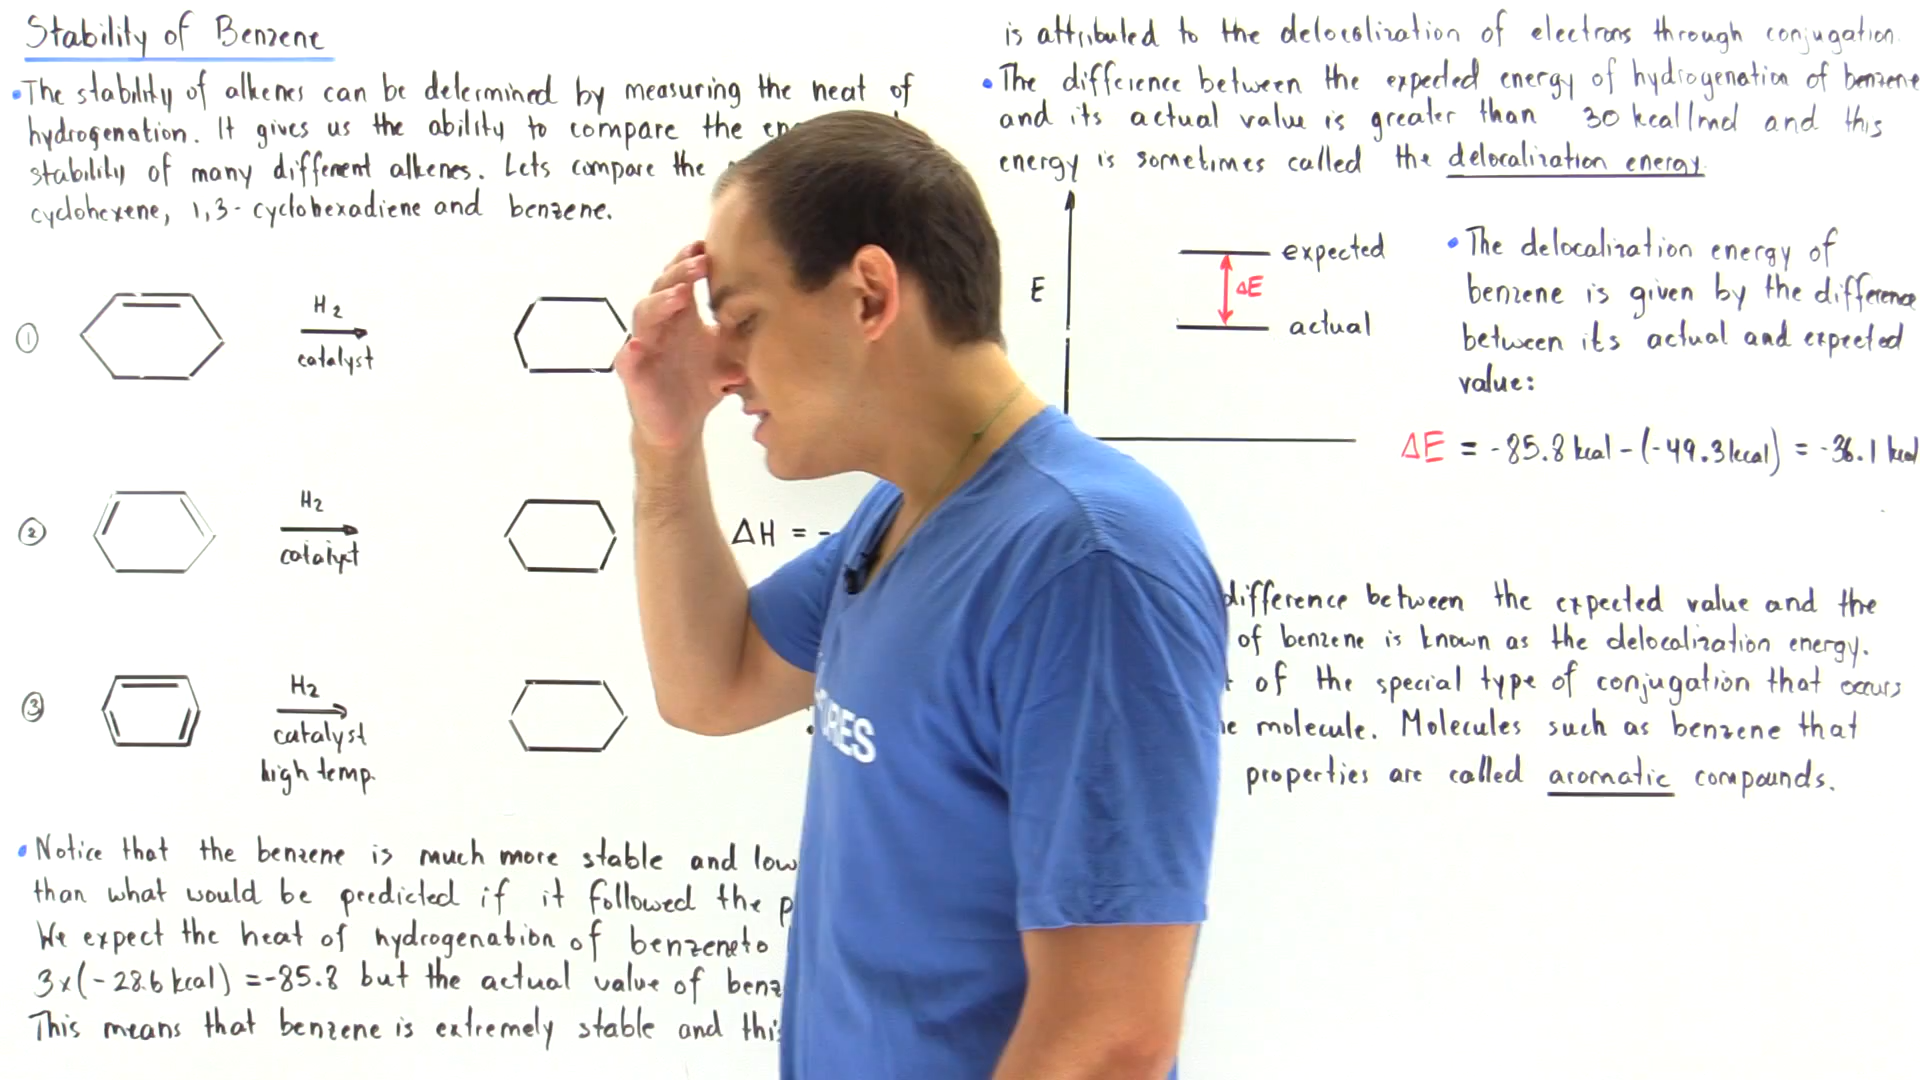 Stability of Benzene
• The stability of alkenes can be determined by measuring the heat of
hydrogenation. It gives us the ability to compare the
stability of many different alkenes. Lets compare the
cyclohexene, 1,3-cyclohexadiene and benzene.
① H2
catalyst
② H2
catalyst
ΔH = -
③ H2
catalyst
high temp.
• Notice that the benzene is much more stable and low
than what would be predicted if it followed the p
We expect the heat of hydrogenation of benzene to
3x(-28.6 kcal) = -85.8 but the actual value of benz
This means that benzene is extremely stable and this
is attributed to the delocalization of electrons through conjugation.
• The difference between the expected energy of hydrogenation of benzene
and its actual value is greater than 30 kcal/mol and this
energy is sometimes called the delocalization energy.
E
expected
ΔE
actual
• The delocalization energy of
benzene is given by the difference
between its actual and expected
value:
ΔE = -85.8 kcal - (-49.3 kcal) = -36.1 kcal
difference between the expected value and the
of benzene is known as the delocalization energy.
of the special type of conjugation that occurs
molecule. Molecules such as benzene that
properties are called aromatic compounds.
RES